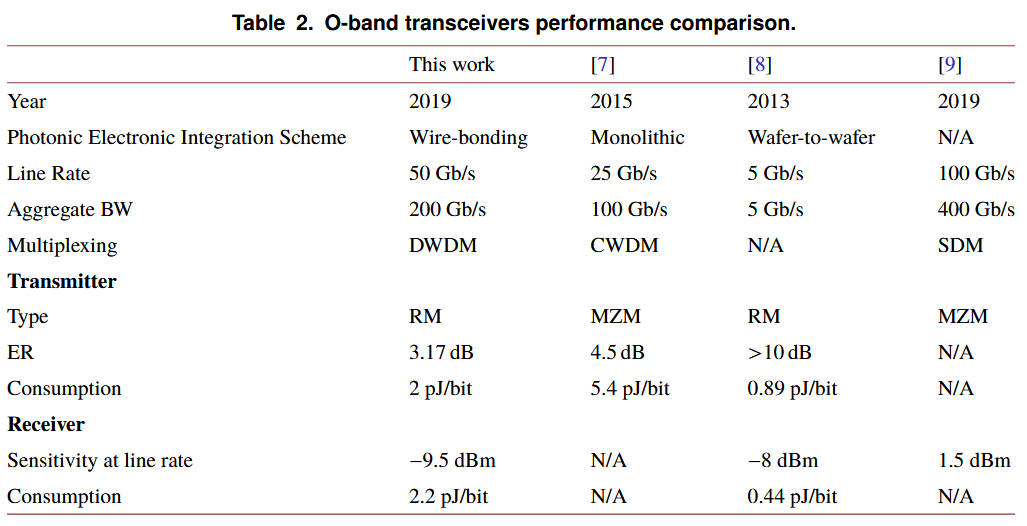 Table 2. O-band transceivers performance comparison.
This work [7] [8] [9]
Year 2019 2015 2013 2019
Photonic Electronic Integration Scheme Wire-bonding Monolithic Wafer-to-wafer N/A
Line Rate 50 Gb/s 25 Gb/s 5 Gb/s 100 Gb/s
Aggregate BW 200 Gb/s 100 Gb/s 5 Gb/s 400 Gb/s
Multiplexing DWDM CWDM N/A SDM
Transmitter
Type RM MZM RM MZM
ER 3.17 dB 4.5 dB >10 dB N/A
Consumption 2 pJ/bit 5.4 pJ/bit 0.89 pJ/bit N/A
Receiver
Sensitivity at line rate −9.5 dBm N/A −8 dBm 1.5 dBm
Consumption 2.2 pJ/bit N/A 0.44 pJ/bit N/A